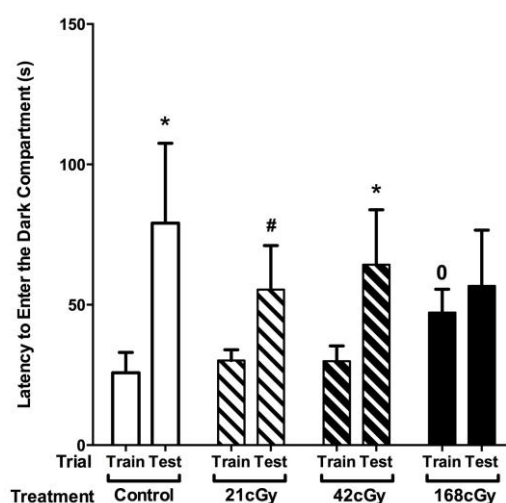 Latency to Enter the Dark Compartment (s)
150
100
50
0
*
#
*
0
Trial Train Test Train Test Train Test Train Test
Treatment Control 21cGy 42cGy 168cGy